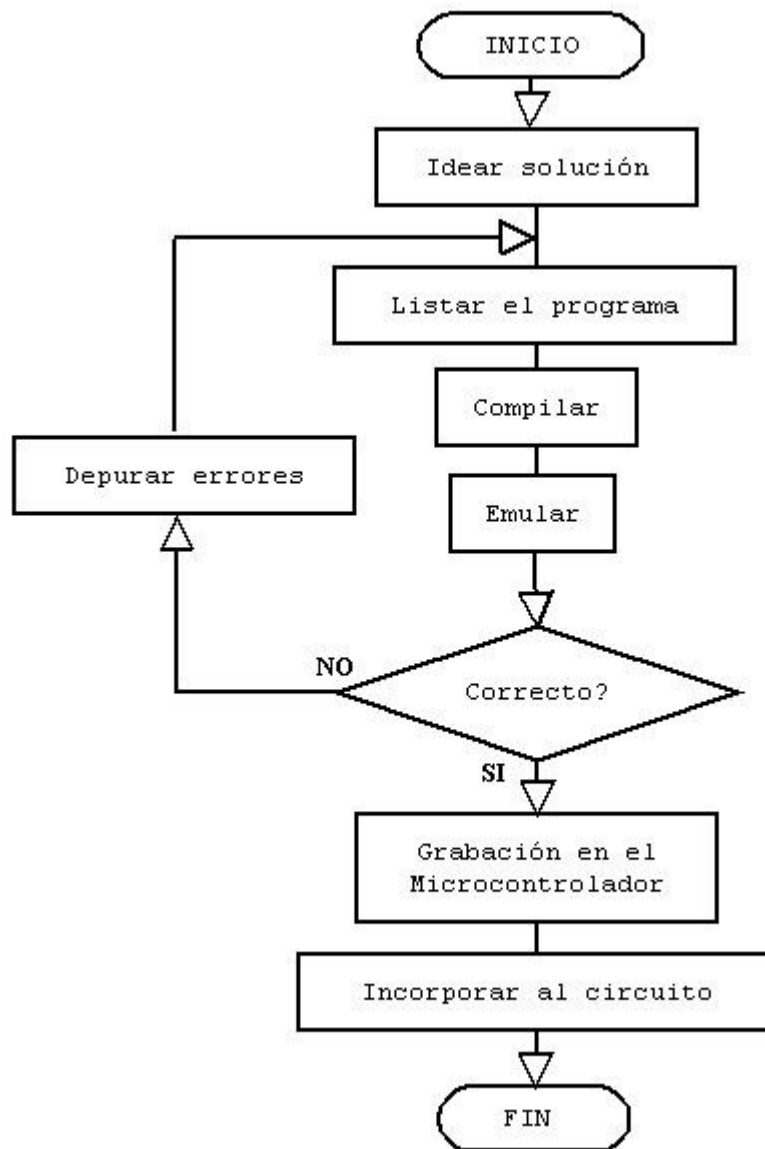 INICIO
Idear solución
Listar el programa
Compilar
Depurar errores
Emular
NO
Correcto?
SI
Grabación en el
Microcontrolador
Incorporar al circuito
FIN